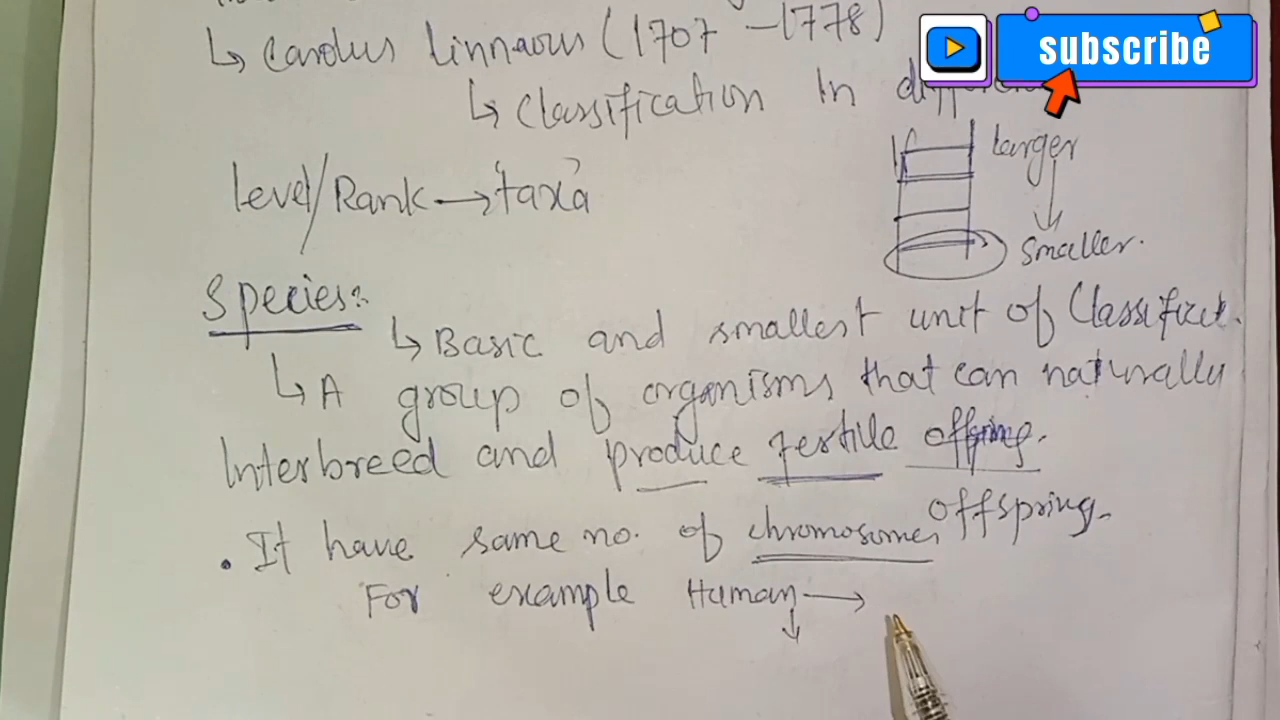 ↳ Carolus Linnaous (1707 - 1778)
subscribe
↳ Classification In
Larger
Level/Rank → 'taxa'
Smaller.
Species:
↳ Basic and smallest unit of Classificat.
↳ A group of organisms that can naturally
Interbreed and produce fertile offspring.
offspring.
. It have same no. of chromosomes
For example Human →